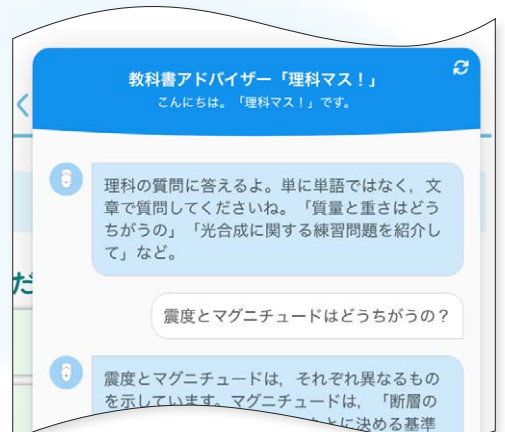 教科書アドバイザー「理科マス！」
こんにちは。「理科マス！」です。
理科の質問に答えるよ。単に単語ではなく，文
章で質問してくださいね。「質量と重さはどう
ちがうの」「光合成に関する練習問題を紹介し
て」など。
だ
震度とマグニチュードはどうちがうの？
震度とマグニチュードは，それぞれ異なるもの
を示しています。マグニチュードは，「断層の
とに決める基準